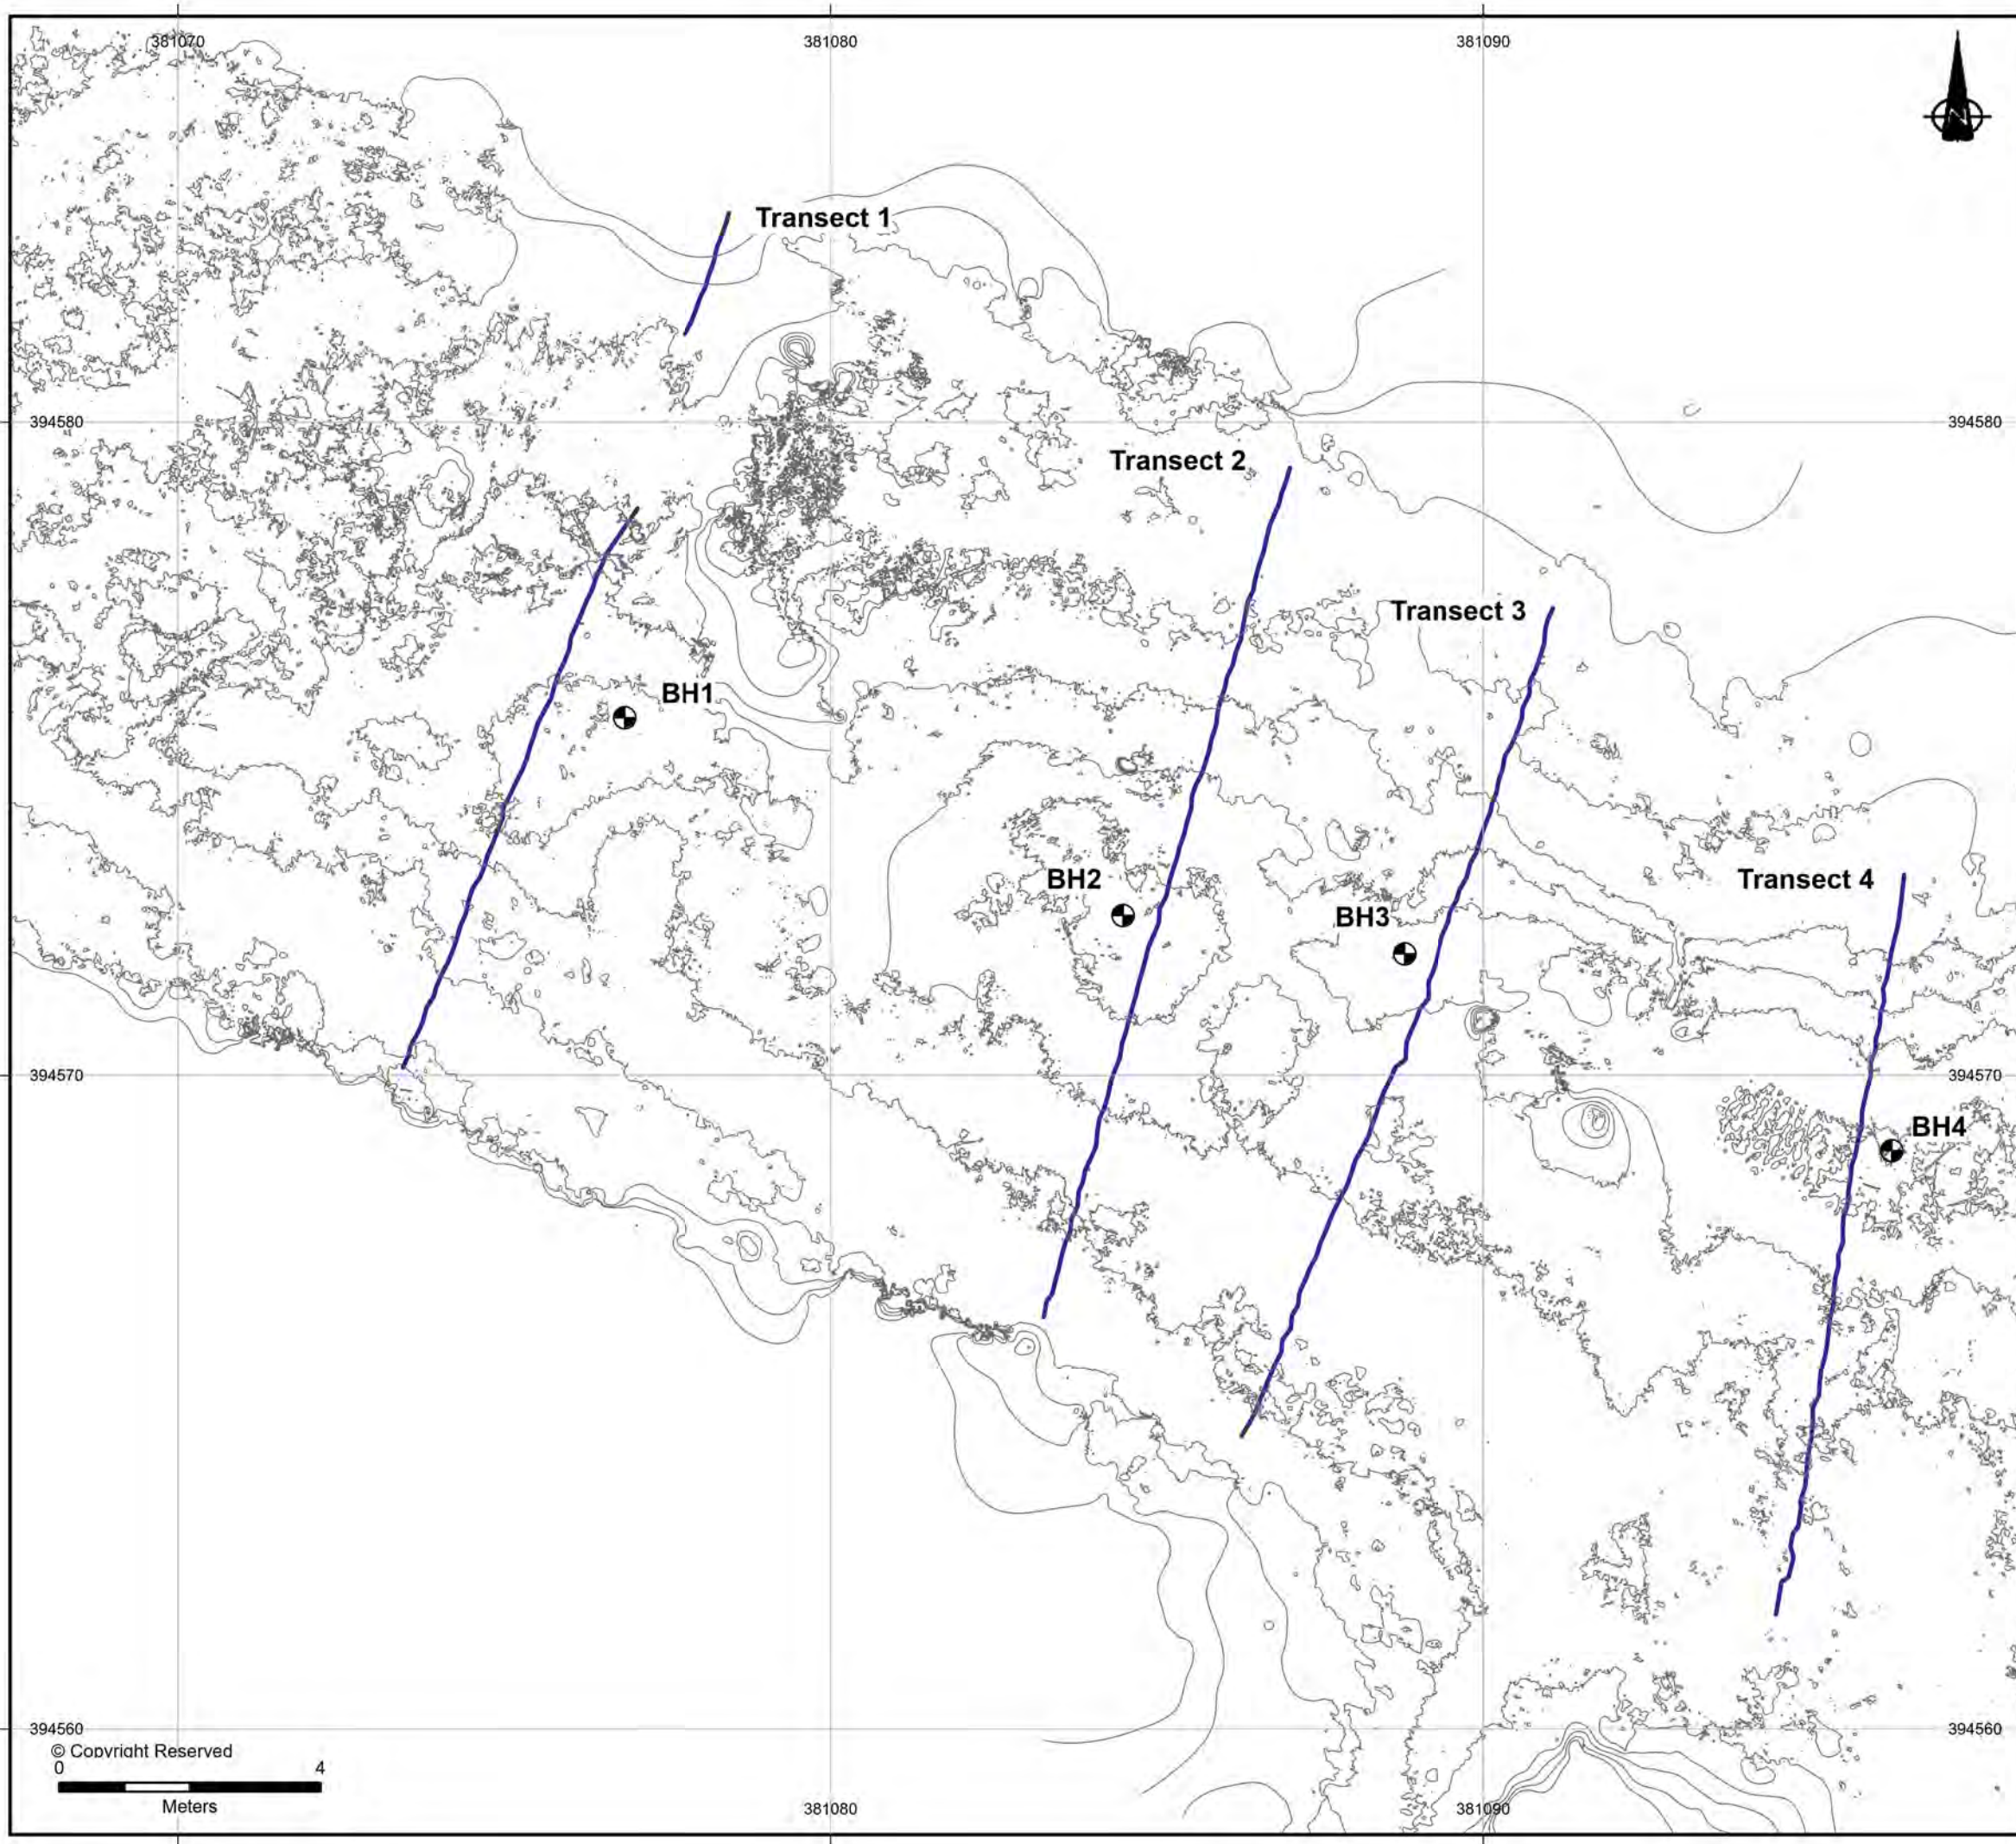 381070 381080 381090
N
Transect 1
394580 394580
Transect 2
Transect 3
BH1
Transect 4
BH2
BH3
394570 394570
BH4
394560 394560
© Copyright Reserved
0 4
Meters
381080 381090